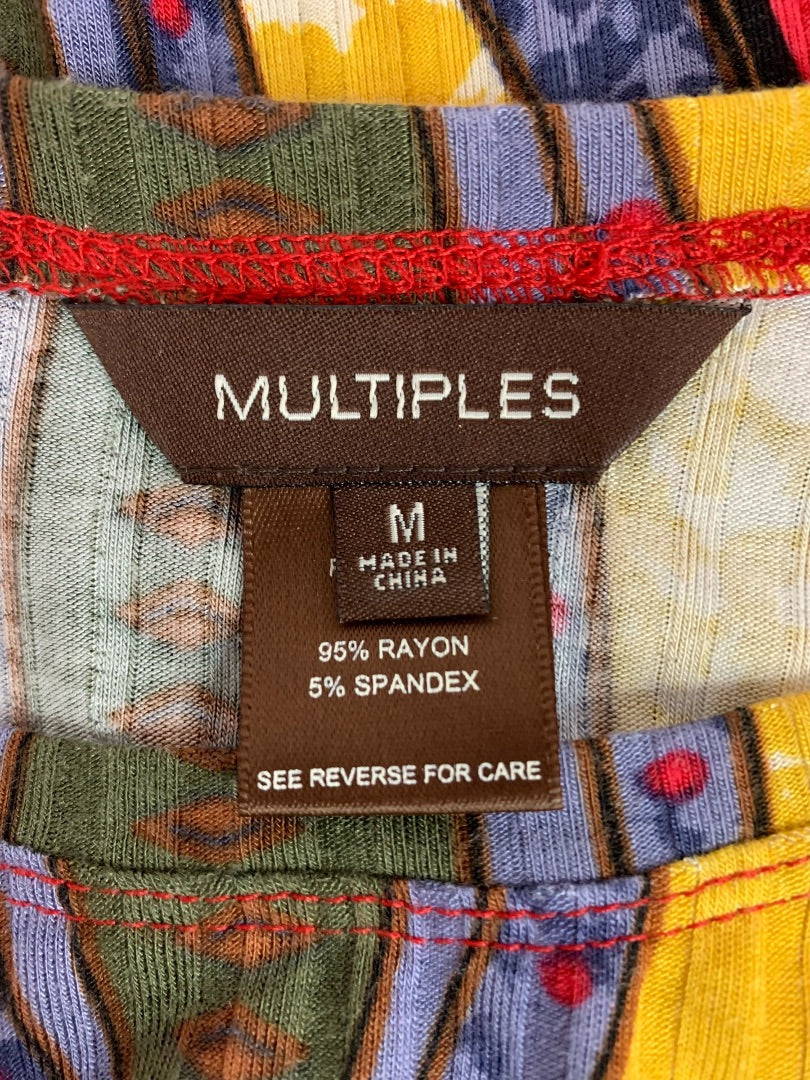 MULTIPLES
M
MADE IN
CHINA
95% RAYON
5% SPANDEX
SEE REVERSE FOR CARE